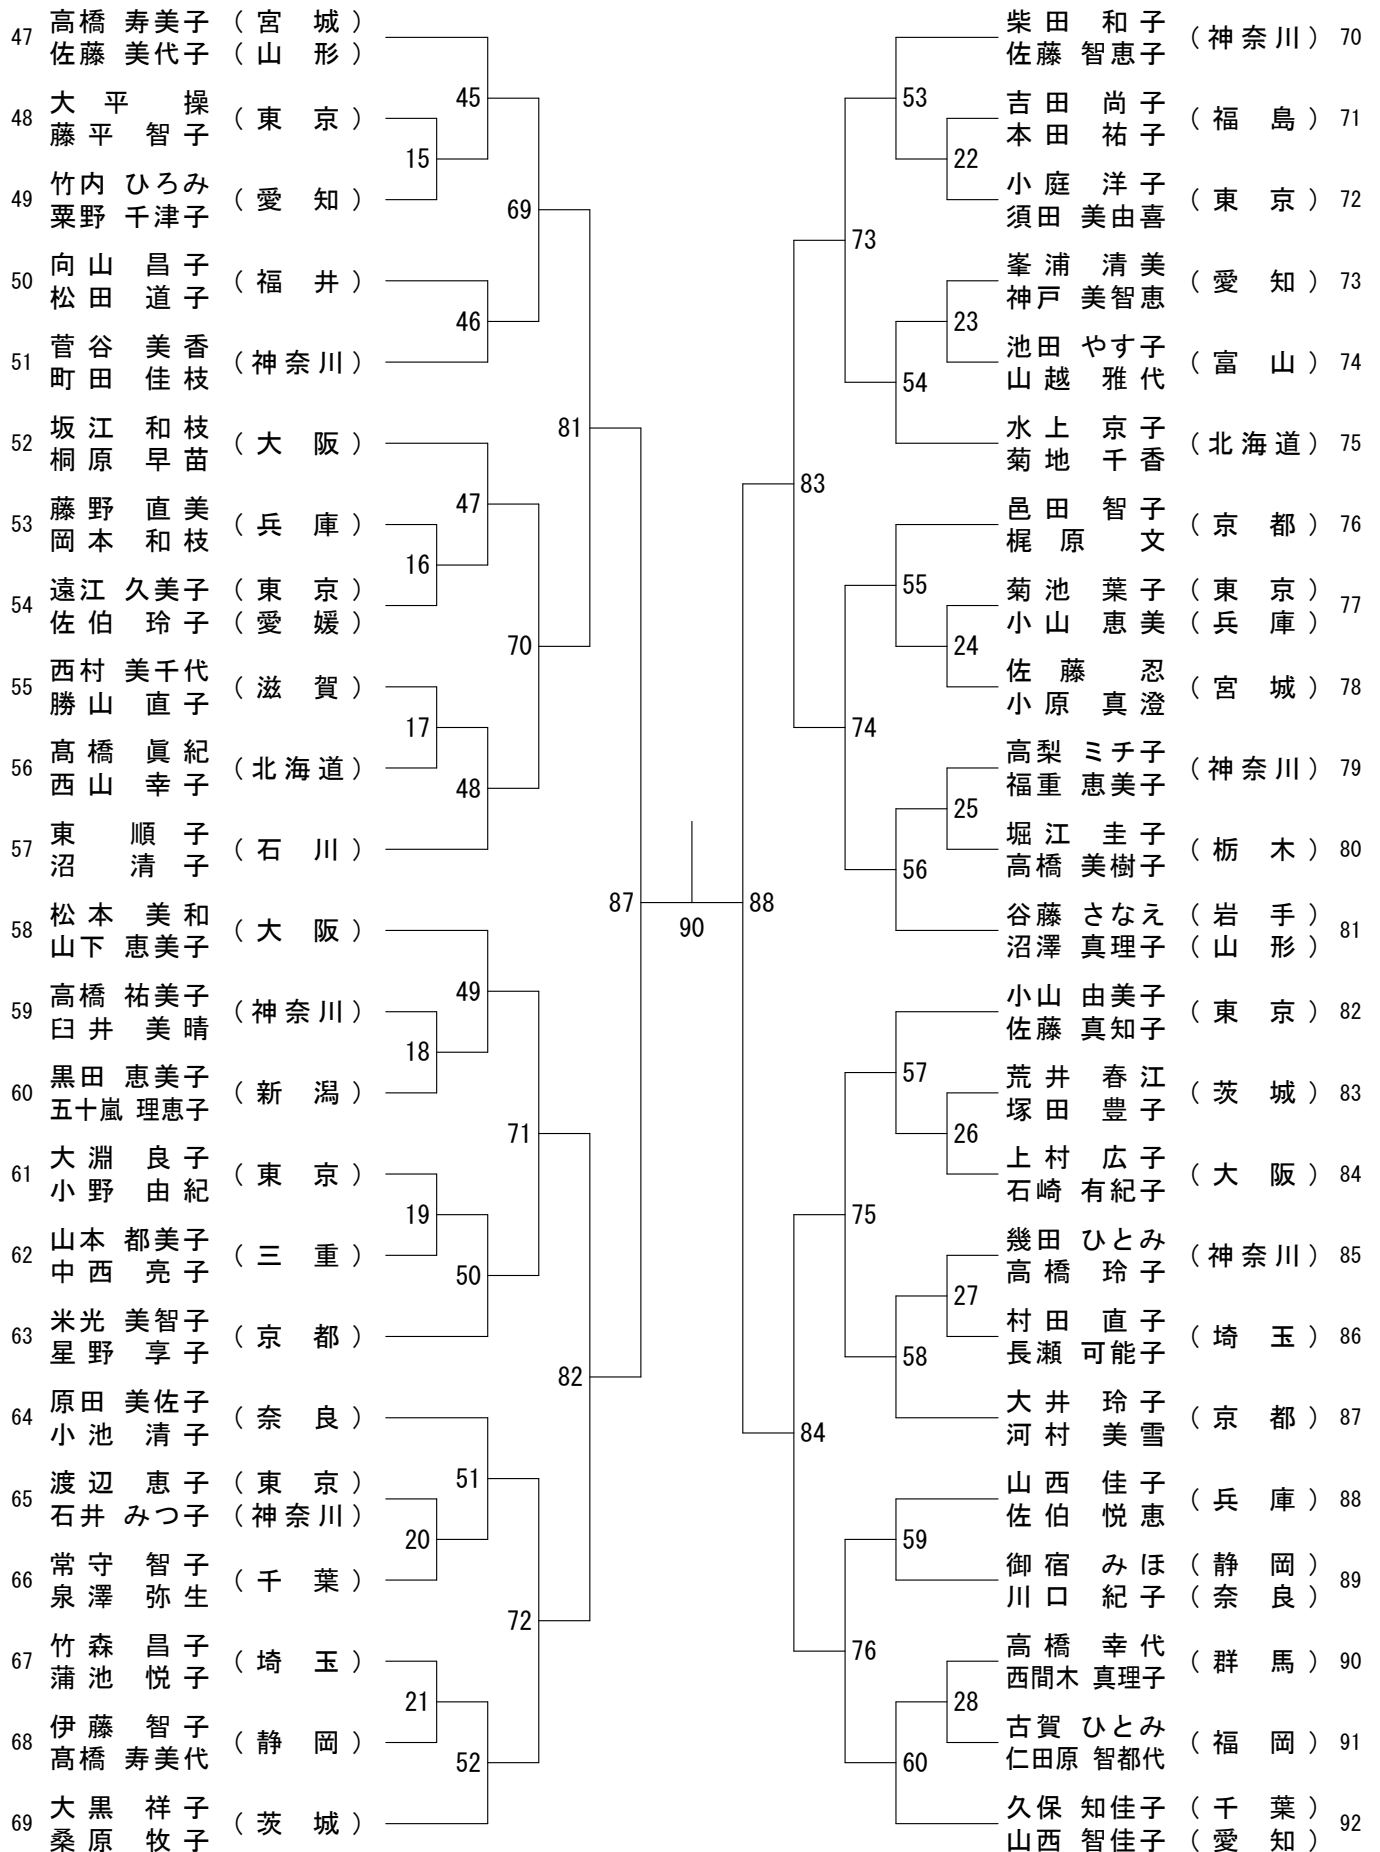 47 高橋 寿美子 （宮 城）
佐藤 美代子 （山 形）
48 大平 操 （東 京）
藤平 智子
15
45
49 竹内 ひろみ （愛 知）
粟野 千津子
69
50 向山 昌子 （福 井）
松田 道子
46
51 菅谷 美香 （神奈川）
町田 佳枝
81
52 坂江 和枝 （大 阪）
桐原 早苗
47
53 藤野 直美 （兵 庫）
岡本 和枝
16
54 遠江 久美子 （東 京）
佐伯 玲子 （愛 媛）
70
55 西村 美千代 （滋 賀）
勝山 直子
17
56 髙橋 眞紀 （北海道）
西山 幸子
48
57 東 順子 （石 川）
沼 清子
87
58 松本 美和 （大 阪）
山下 恵美子
49
59 高橋 祐美子 （神奈川）
臼井 美晴
18
60 黒田 恵美子 （新 潟）
五十嵐 理恵子
71
61 大淵 良子 （東 京）
小野 由紀
19
62 山本 都美子 （三 重）
中西 亮子
50
63 米光 美智子 （京 都）
星野 享子
82
64 原田 美佐子 （奈 良）
小池 清子
51
65 渡辺 恵子 （東 京）
石井 みつ子 （神奈川）
20
66 常守 智子 （千 葉）
泉澤 弥生
72
67 竹森 昌子 （埼 玉）
蒲池 悦子
21
68 伊藤 智子 （静 岡）
髙橋 寿美代
52
69 大黒 祥子 （茨 城）
桑原 牧子
90
柴田 和子 （神奈川） 70
佐藤 智恵子
53
吉田 尚子 （福 島） 71
本田 祐子
22
小庭 洋子 （東 京） 72
須田 美由喜
73
峯浦 清美 （愛 知） 73
神戸 美智恵
23
池田 やす子 （富 山） 74
山越 雅代
54
水上 京子 （北海道） 75
菊地 千香
83
邑田 智子 （京 都） 76
梶原 文
55
菊池 葉子 （東 京） 77
小山 恵美 （兵 庫）
24
佐藤 忍 （宮 城） 78
小原 真澄
74
高梨 ミチ子 （神奈川） 79
福重 恵美子
25
堀江 圭子 （栃 木） 80
高橋 美樹子
56
谷藤 さなえ （岩 手） 81
沼澤 真理子 （山 形）
88
小山 由美子 （東 京） 82
佐藤 真知子
57
荒井 春江 （茨 城） 83
塚田 豊子
26
上村 広子 （大 阪） 84
石崎 有紀子
75
幾田 ひとみ （神奈川） 85
高橋 玲子
27
村田 直子 （埼 玉） 86
長瀬 可能子
58
大井 玲子 （京 都） 87
河村 美雪
84
山西 佳子 （兵 庫） 88
佐伯 悦恵
59
御宿 みほ （静 岡） 89
川口 紀子 （奈 良）
76
高橋 幸代 （群 馬） 90
西間木 真理子
28
古賀 ひとみ （福 岡） 91
仁田原 智都代
60
久保 知佳子 （千 葉） 92
山西 智佳子 （愛 知）